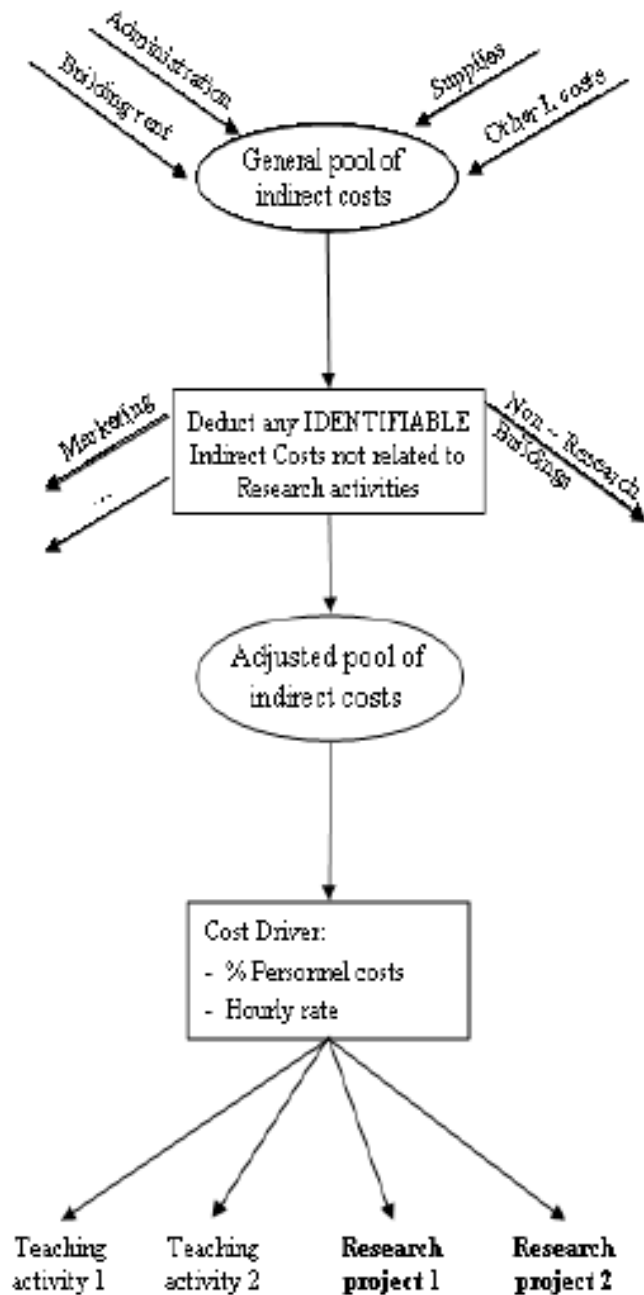 Administration
Building rent
Supplies
Other I. costs
General pool of
indirect costs
Marketing
...
Deduct any IDENTIFIABLE
Indirect Costs not related to
Research activities
Non - Research
Buildings
Adjusted pool of
indirect costs
Cost Driver:
- % Personnel costs
- Hourly rate
Teaching
activity 1
Teaching
activity 2
Research
project 1
Research
project 2